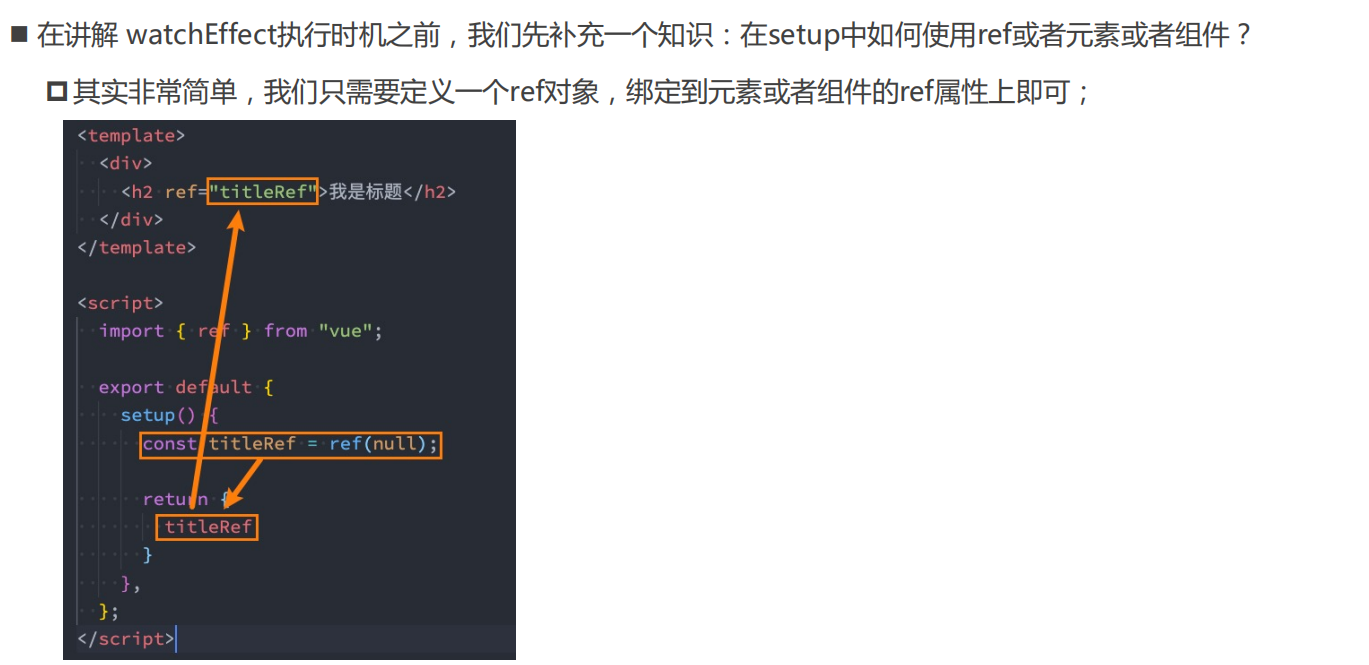 ■ 在讲解 watchEffect执行时机之前，我们先补充一个知识：在setup中如何使用ref或者元素或者组件？
其实非常简单，我们只需要定义一个ref对象，绑定到元素或者组件的ref属性上即可；
<template>
  <div>
    <h2 ref="titleRef">我是标题</h2>
  </div>
</template>
<script>
  import { ref } from "vue";
  export default {
    setup() {
      const titleRef = ref(null);
      return {
        titleRef
      }
    },
  };
</script>